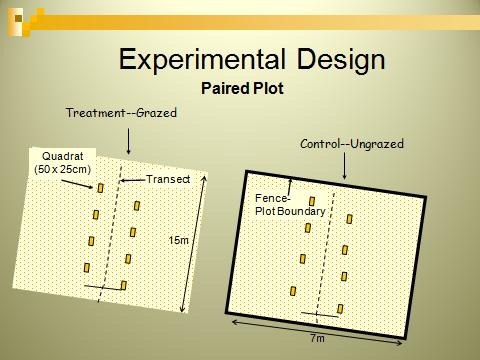 Experimental Design
Paired Plot
Treatment--Grazed
Control--Ungrazed
Quadrat
(50 x 25cm)
Transect
15m
Fence-
Plot Boundary
7m